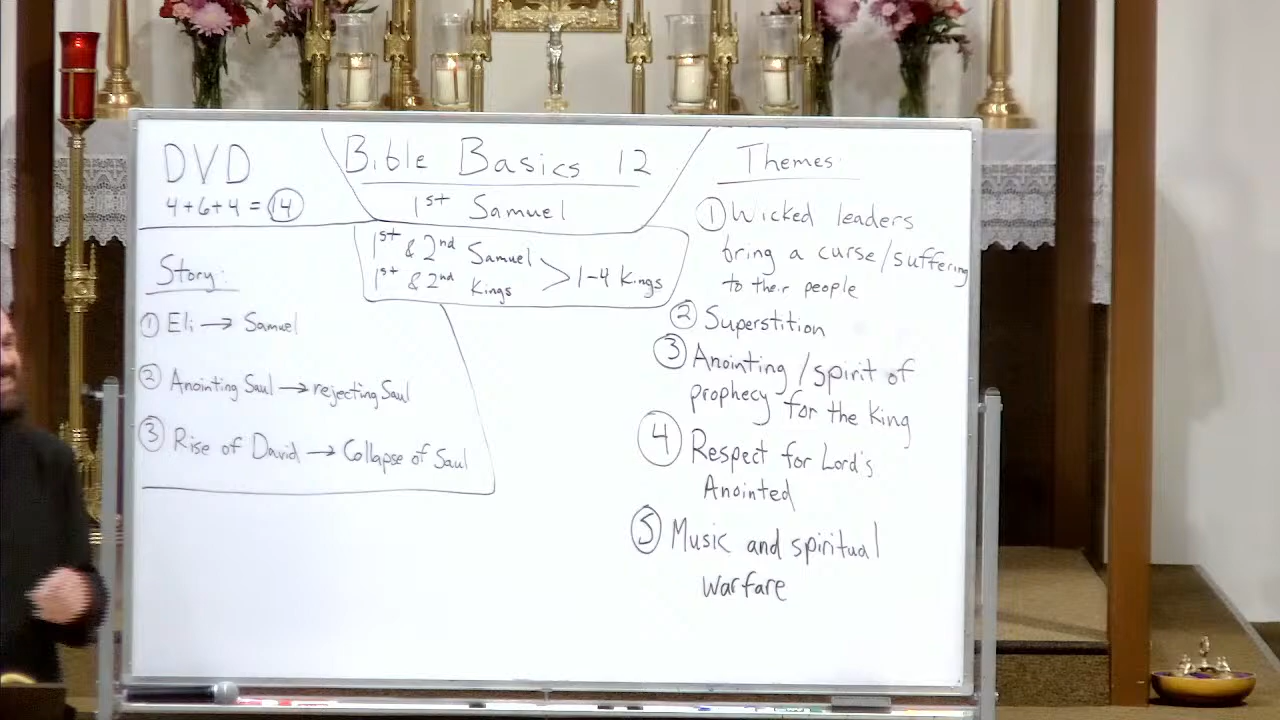 DVD
4+6+4 = 14
Bible Basics 12
1st Samuel
1st & 2nd Samuel
1st & 2nd Kings
> 1-4 Kings
Story:
① Eli → Samuel
② Anointing Saul → rejecting Saul
③ Rise of David → Collapse of Saul
Themes:
① Wicked leaders
bring a curse/suffering
to their people
② Superstition
③ Anointing / spirit of
prophecy for the king
④ Respect for Lord's
Anointed
⑤ Music and spiritual
warfare